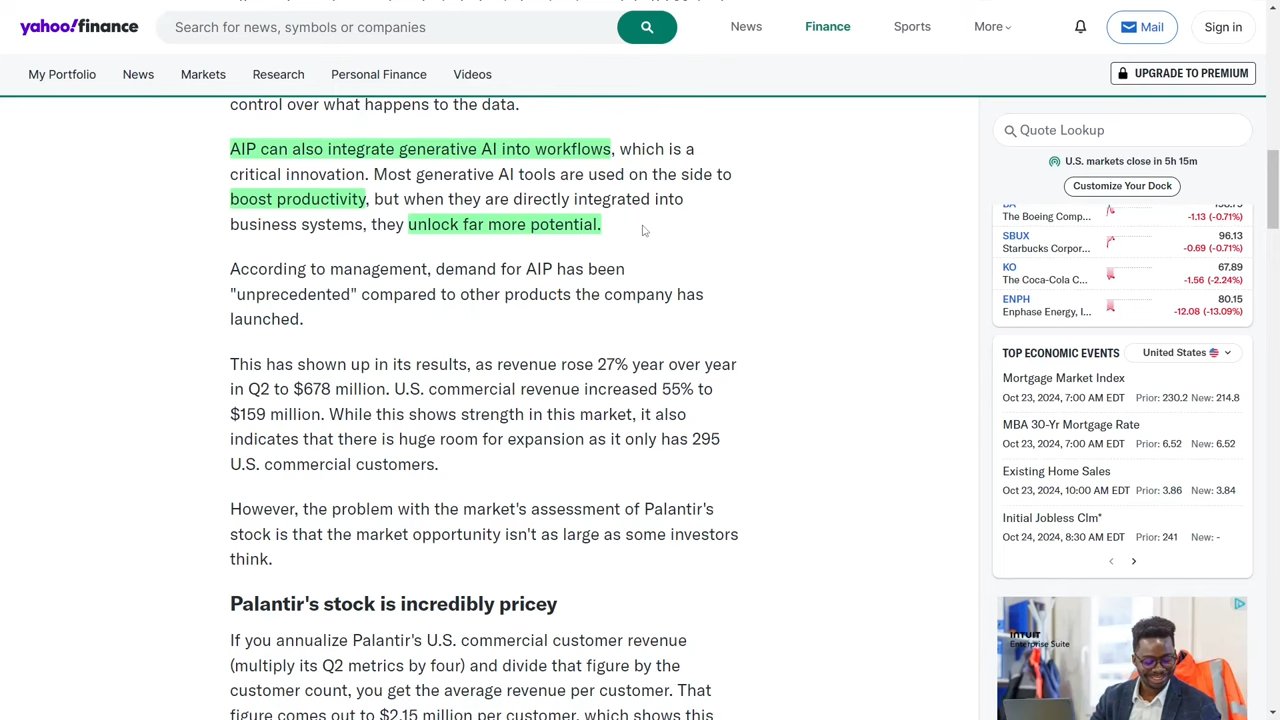 yahoo!finance
Search for news, symbols or companies
News
Finance
Sports
More
Mail
Sign in
My Portfolio
News
Markets
Research
Personal Finance
Videos
UPGRADE TO PREMIUM
control over what happens to the data.
AIP can also integrate generative AI into workflows, which is a
critical innovation. Most generative AI tools are used on the side to
boost productivity, but when they are directly integrated into
business systems, they unlock far more potential.
According to management, demand for AIP has been
"unprecedented" compared to other products the company has
launched.
This has shown up in its results, as revenue rose 27% year over year
in Q2 to $678 million. U.S. commercial revenue increased 55% to
$159 million. While this shows strength in this market, it also
indicates that there is huge room for expansion as it only has 295
U.S. commercial customers.
However, the problem with the market's assessment of Palantir's
stock is that the market opportunity isn't as large as some investors
think.
Palantir's stock is incredibly pricey
If you annualize Palantir's U.S. commercial customer revenue
(multiply its Q2 metrics by four) and divide that figure by the
customer count, you get the average revenue per customer. That
figure comes out to $2.15 million per customer, which shows this
Quote Lookup
U.S. markets close in 5h 15m
Customize Your Dock
The Boeing Comp... -1.13 (-0.71%)
SBUX 96.13
Starbucks Corpor... -0.69 (-0.71%)
KO 67.89
The Coca-Cola C... -1.56 (-2.24%)
ENPH 80.15
Enphase Energy, I... -12.08 (-13.09%)
TOP ECONOMIC EVENTS United States
Mortgage Market Index
Oct 23, 2024, 7:00 AM EDT Prior: 230.2 New: 214.8
MBA 30-Yr Mortgage Rate
Oct 23, 2024, 7:00 AM EDT Prior: 6.52 New: 6.52
Existing Home Sales
Oct 23, 2024, 10:00 AM EDT Prior: 3.86 New: 3.84
Initial Jobless Clm*
Oct 24, 2024, 8:30 AM EDT Prior: 241 New: -
INTUIT
Enterprise Suite